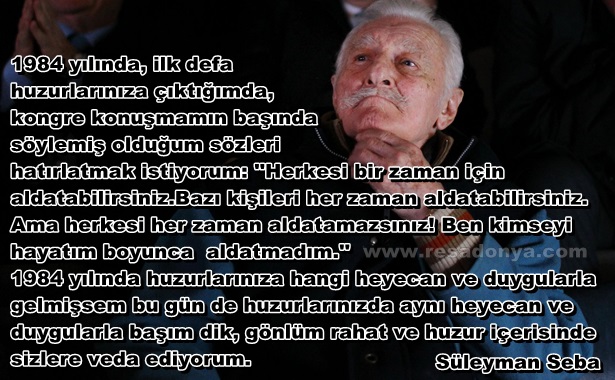 1984 yılında, ilk defa
huzurlarınıza çıktığımda,
kongre konuşmamın başında
söylemiş olduğum sözleri
hatırlatmak istiyorum: "Herkesi bir zaman için
aldatabilirsiniz.Bazı kişileri her zaman aldatabilirsiniz.
Ama herkesi her zaman aldatamazsınız! Ben kimseyi
hayatım boyunca aldatmadım."
www.resadonya.com
1984 yılında huzurlarınıza hangi heyecan ve duygularla
gelmişsem bu gün de huzurlarınızda aynı heyecan ve
duygularla başım dik, gönlüm rahat ve huzur içerisinde
sizlere veda ediyorum.
Süleyman Seba